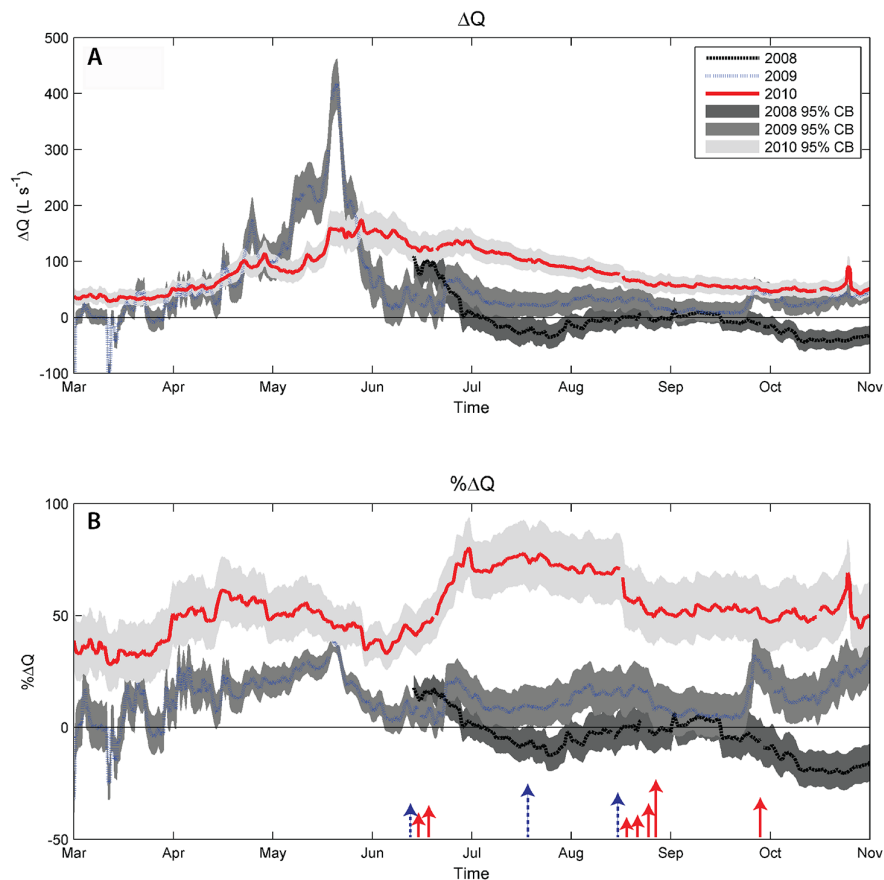 ΔQ
A
500
400
300
200
100
0
-100
ΔQ (L s⁻¹)
2008
2009
2010
2008 95% CB
2009 95% CB
2010 95% CB
Mar Apr May Jun Jul Aug Sep Oct Nov
Time
%ΔQ
B
100
50
0
-50
%ΔQ
Mar Apr May Jun Jul Aug Sep Oct Nov
Time